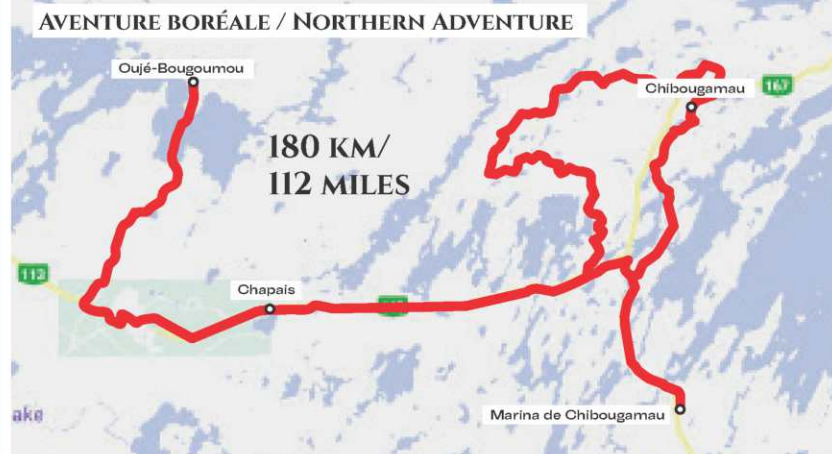 AVENTURE BORÉALE / NORTHERN ADVENTURE
Oujé-Bougoumou
Chibougamau
167
180 KM/
112 MILES
113
Chapais
Marina de Chibougamau
ake